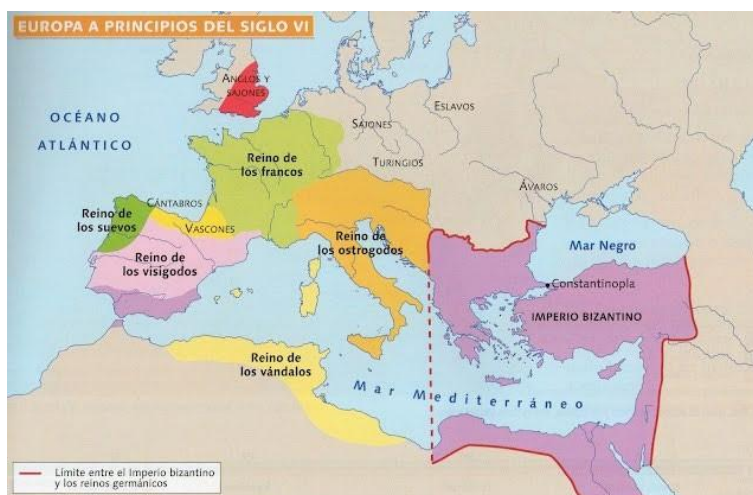 EUROPA A PRINCIPIOS DEL SIGLO VI
ANGLOS Y
SAJONES
OCÉANO
ATLÁNTICO
ESLAVOS
SAJONES
TURINGIOS
Reino de
los francos
ÁVAROS
CÁNTABROS
Reino de
los suevos
VASCONES
Reino de
los visigodos
Reino de
los ostrogodos
Mar Negro
Constantinopla
IMPERIO BIZANTINO
Reino de
los vándalos
Mar Mediterráneo
Límite entre el Imperio bizantino
y los reinos germánicos